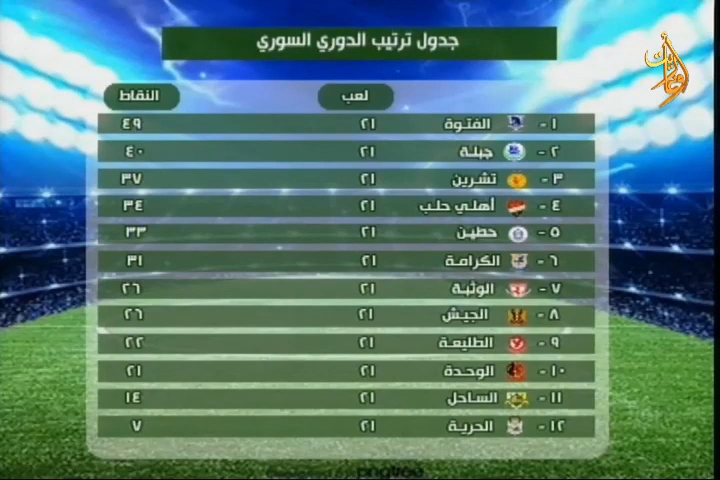 جدول ترتيب الدوري السوري
لعب النقاط
١- الفتوة ٢١ ٤٩
٢- جبلة ٢١ ٤٠
٣- تشرين ٢١ ٣٧
٤- أهلي حلب ٢١ ٣٤
٥- حطين ٢١ ٣٣
٦- الكرامة ٢١ ٣١
٧- الوثبة ٢١ ٢٦
٨- الجيش ٢١ ٢٦
٩- الطليعة ٢١ ٢٢
١٠- الوحدة ٢١ ٢١
١١- الساحل ٢١ ١٤
١٢- الحرية ٢١ ٧
pngtree